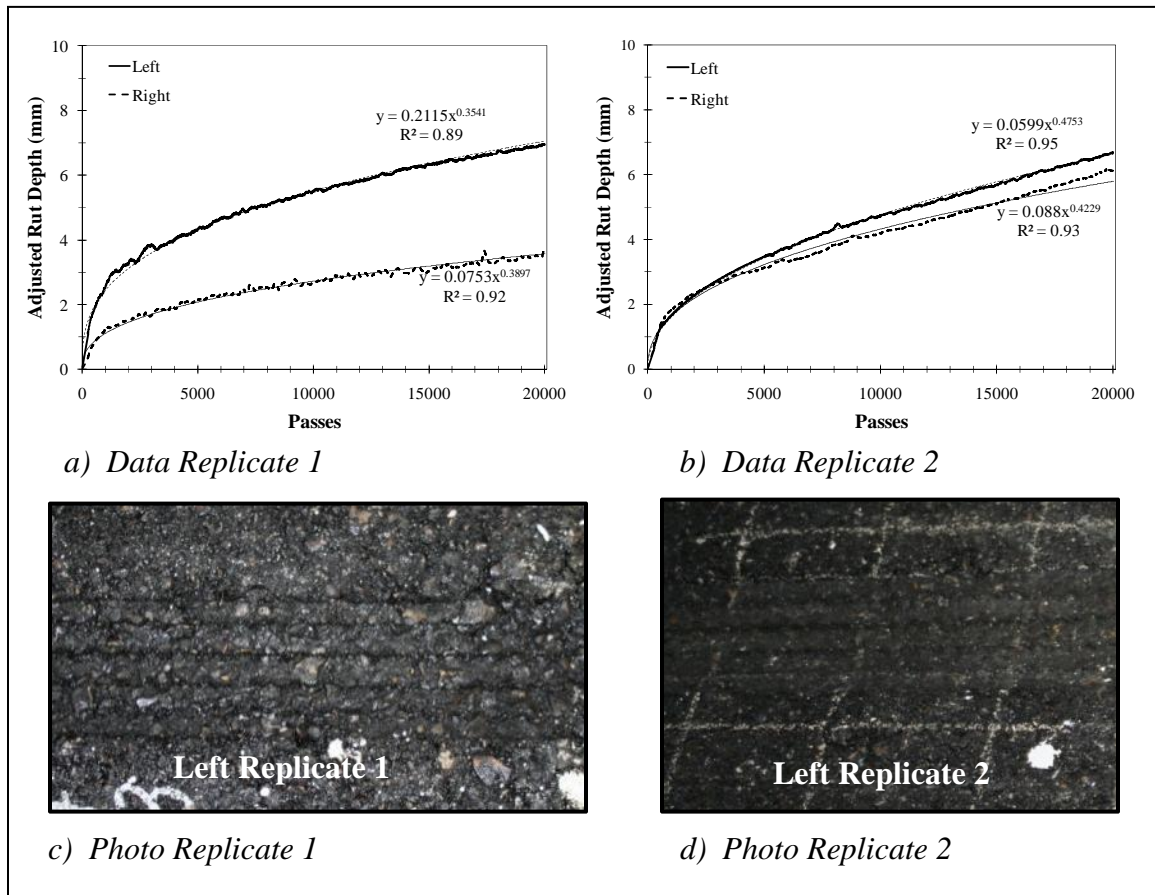 10
8
6
4
2
0
Adjusted Rut Depth (mm)
Left
Right
y = 0.2115x^0.3541
R² = 0.89
y = 0.0753x^0.3897
R² = 0.92
0 5000 10000 15000 20000
Passes
a) Data Replicate 1
10
8
6
4
2
0
Adjusted Rut Depth (mm)
Left
Right
y = 0.0599x^0.4753
R² = 0.95
y = 0.088x^0.4229
R² = 0.93
0 5000 10000 15000 20000
Passes
b) Data Replicate 2
Left Replicate 1
c) Photo Replicate 1
Left Replicate 2
d) Photo Replicate 2